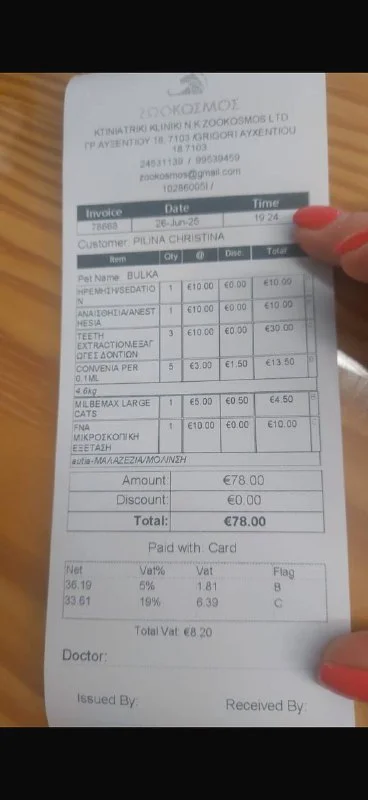 ΖΟΟΚΟΣΜΟΣ
KTINIATRIKI KLINIKI N.K ZOOKOSMOS LTD
ΓΡ ΑΥΞΕΝΤΙΟΥ 18, 7103 /GRIGORI AYXENTIOU
18 7103
24531139 / 99539459
zookosmos@gmail.com
10286005I /
Invoice Date Time
78868 26-Jun-25 19:24
Customer: PILINA CHRISTINA
Item Qty @ Disc. Total
Pet Name: BULKA
ΗΡΕΜΗΣΗ/SEDATIO 1 €10.00 €0.00 €10.00
N
ΑΝΑΙΣΘΗΣΙΑ/ANEST 1 €10.00 €0.00 €10.00
HESIA
TEETH 3 €10.00 €0.00 €30.00
EXTRACTION/ΕΞΑΓ
ΩΓΕΣ ΔΟΝΤΙΩΝ
CONVENIA PER 5 €3.00 €1.50 €13.50
0.1ML
4.6kg
MILBEMAX LARGE 1 €5.00 €0.50 €4.50
CATS
FNA 1 €10.00 €0.00 €10.00
ΜΙΚΡΟΣΚΟΠΙΚΗ
ΕΞΕΤΑΣΗ
autia-ΜΑΛΑΖΕΖΙΑ/ΜΟΛΙΝΣΗ
Amount: €78.00
Discount: €0.00
Total: €78.00
Paid with: Card
Net Vat% Vat Flag
36.19 5% 1.81 B
33.61 19% 6.39 C
Total Vat: €8.20
Doctor:
Issued By: Received By: